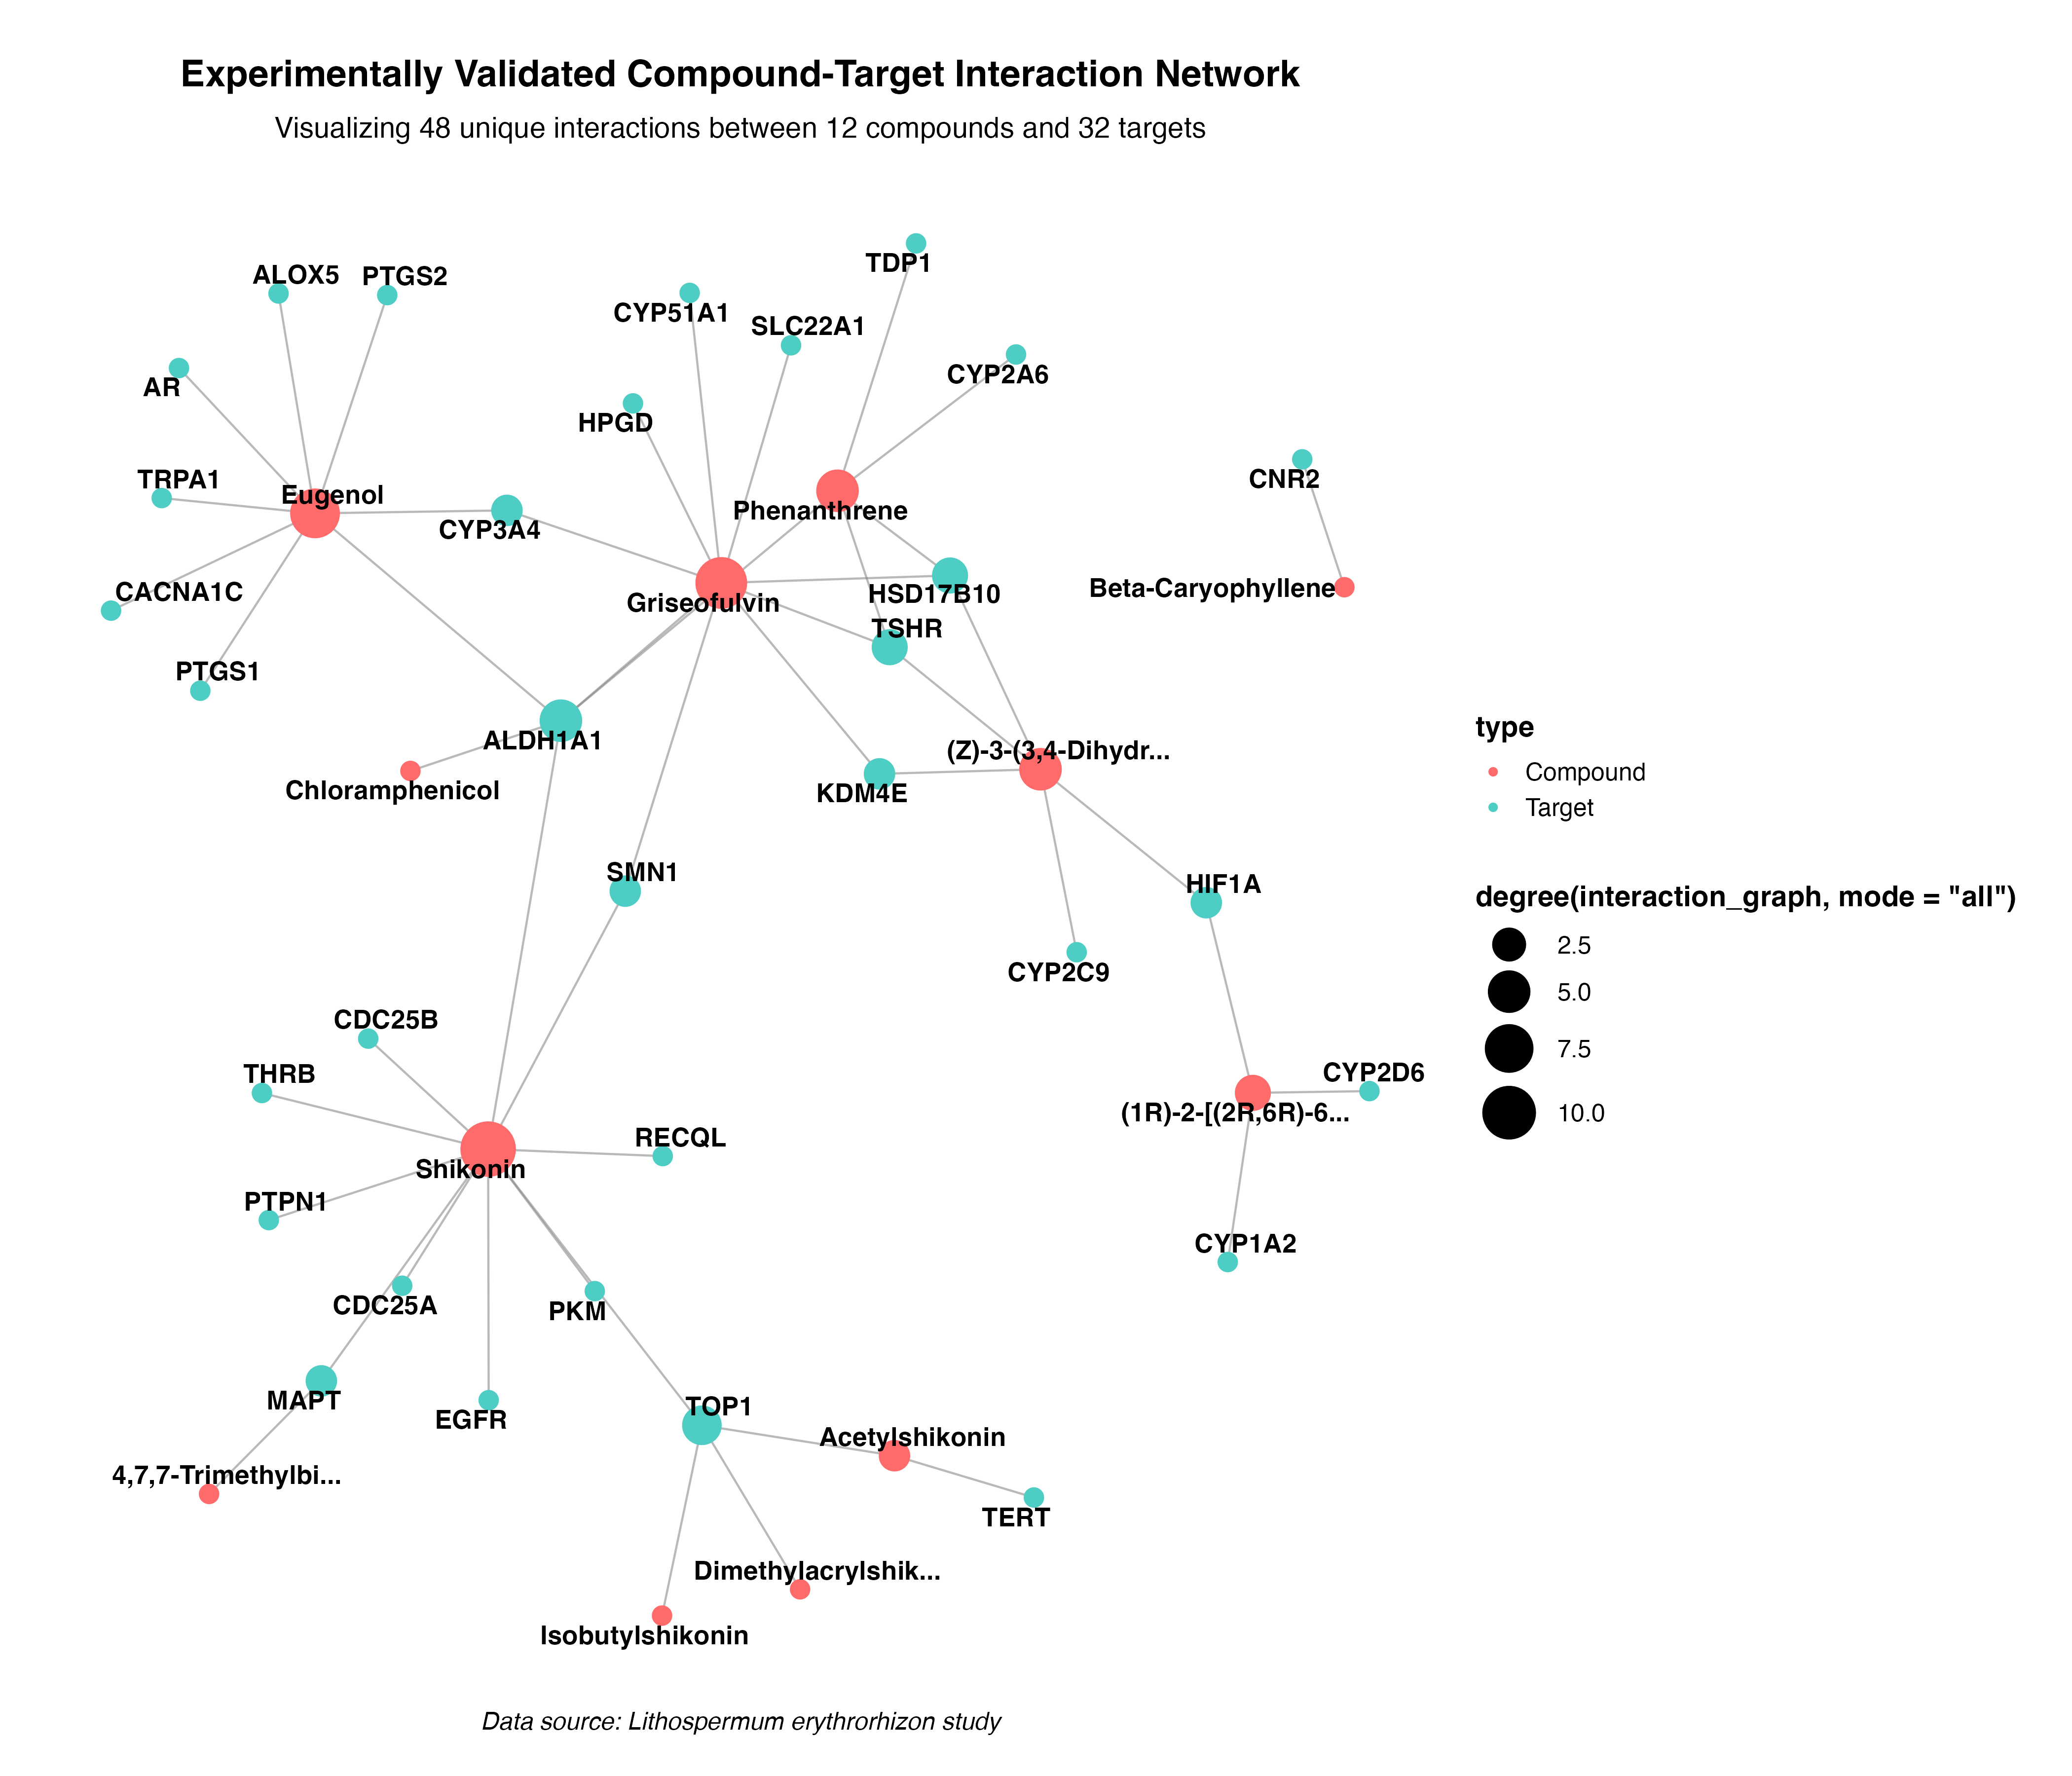 Experimentally Validated Compound-Target Interaction Network
Visualizing 48 unique interactions between 12 compounds and 32 targets
TDP1
ALOX5
PTGS2
CYP51A1
SLC22A1
CYP2A6
AR
HPGD
TRPA1
Eugenol
CYP3A4
Phenanthrene
CNR2
CACNA1C
Griseofulvin
HSD17B10
Beta-Caryophyllene
TSHR
PTGS1
ALDH1A1
(Z)-3-(3,4-Dihydr...
Chloramphenicol
KDM4E
SMN1
HIF1A
CYP2C9
CDC25B
THRB
CYP2D6
(1R)-2-[(2R,6R)-6...
RECQL
Shikonin
PTPN1
CYP1A2
CDC25A
PKM
MAPT
EGFR
TOP1
Acetylshikonin
4,7,7-Trimethylbi...
TERT
Dimethylacrylshik...
Isobutylshikonin
type
Compound
Target
degree(interaction_graph, mode = "all")
2.5
5.0
7.5
10.0
Data source: Lithospermum erythrorhizon study